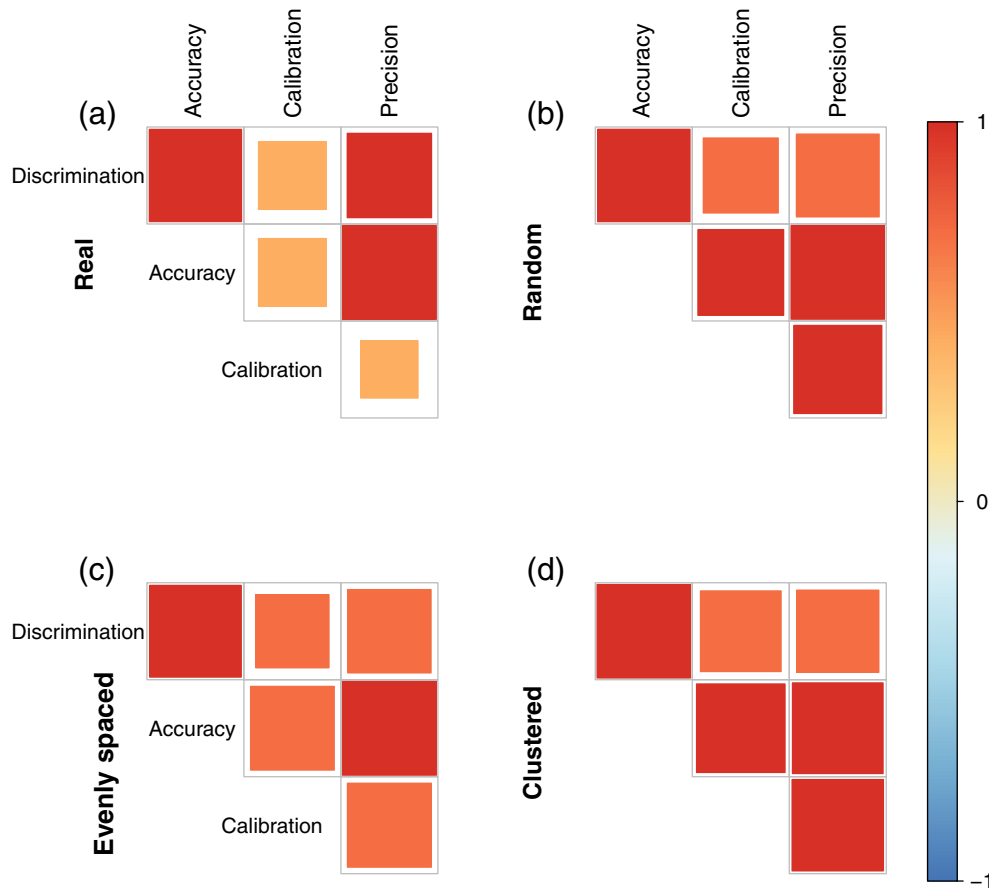 Accuracy
Calibration
Precision
Accuracy
Calibration
Precision
(a)
(b)
Discrimination
Accuracy
Calibration
Real
Random
1
0
−1
(c)
(d)
Discrimination
Accuracy
Calibration
Evenly spaced
Clustered